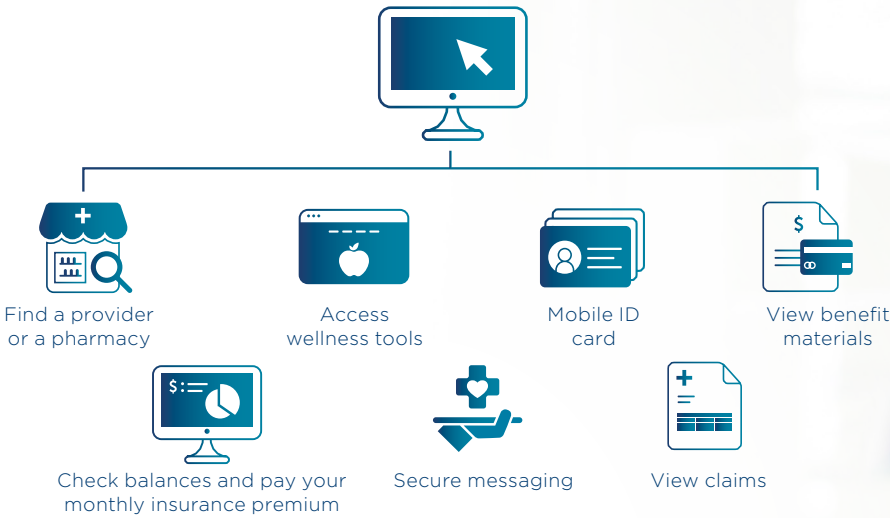 Find a provider
or a pharmacy
Access
wellness tools
Mobile ID
card
View benefit
materials
$
$:
Check balances and pay your
monthly insurance premium
Secure messaging
View claims